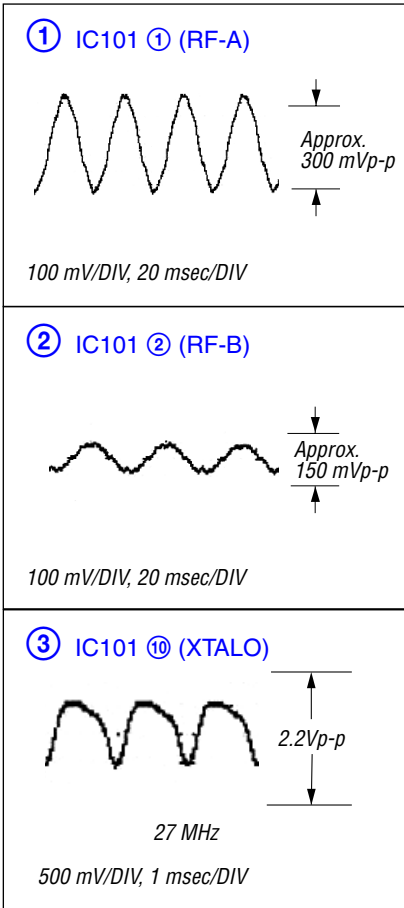 ① IC101 ① (RF-A)
Approx.
300 mVp-p
100 mV/DIV, 20 msec/DIV
② IC101 ② (RF-B)
Approx.
150 mVp-p
100 mV/DIV, 20 msec/DIV
③ IC101 ⑩ (XTALO)
2.2Vp-p
27 MHz
500 mV/DIV, 1 msec/DIV